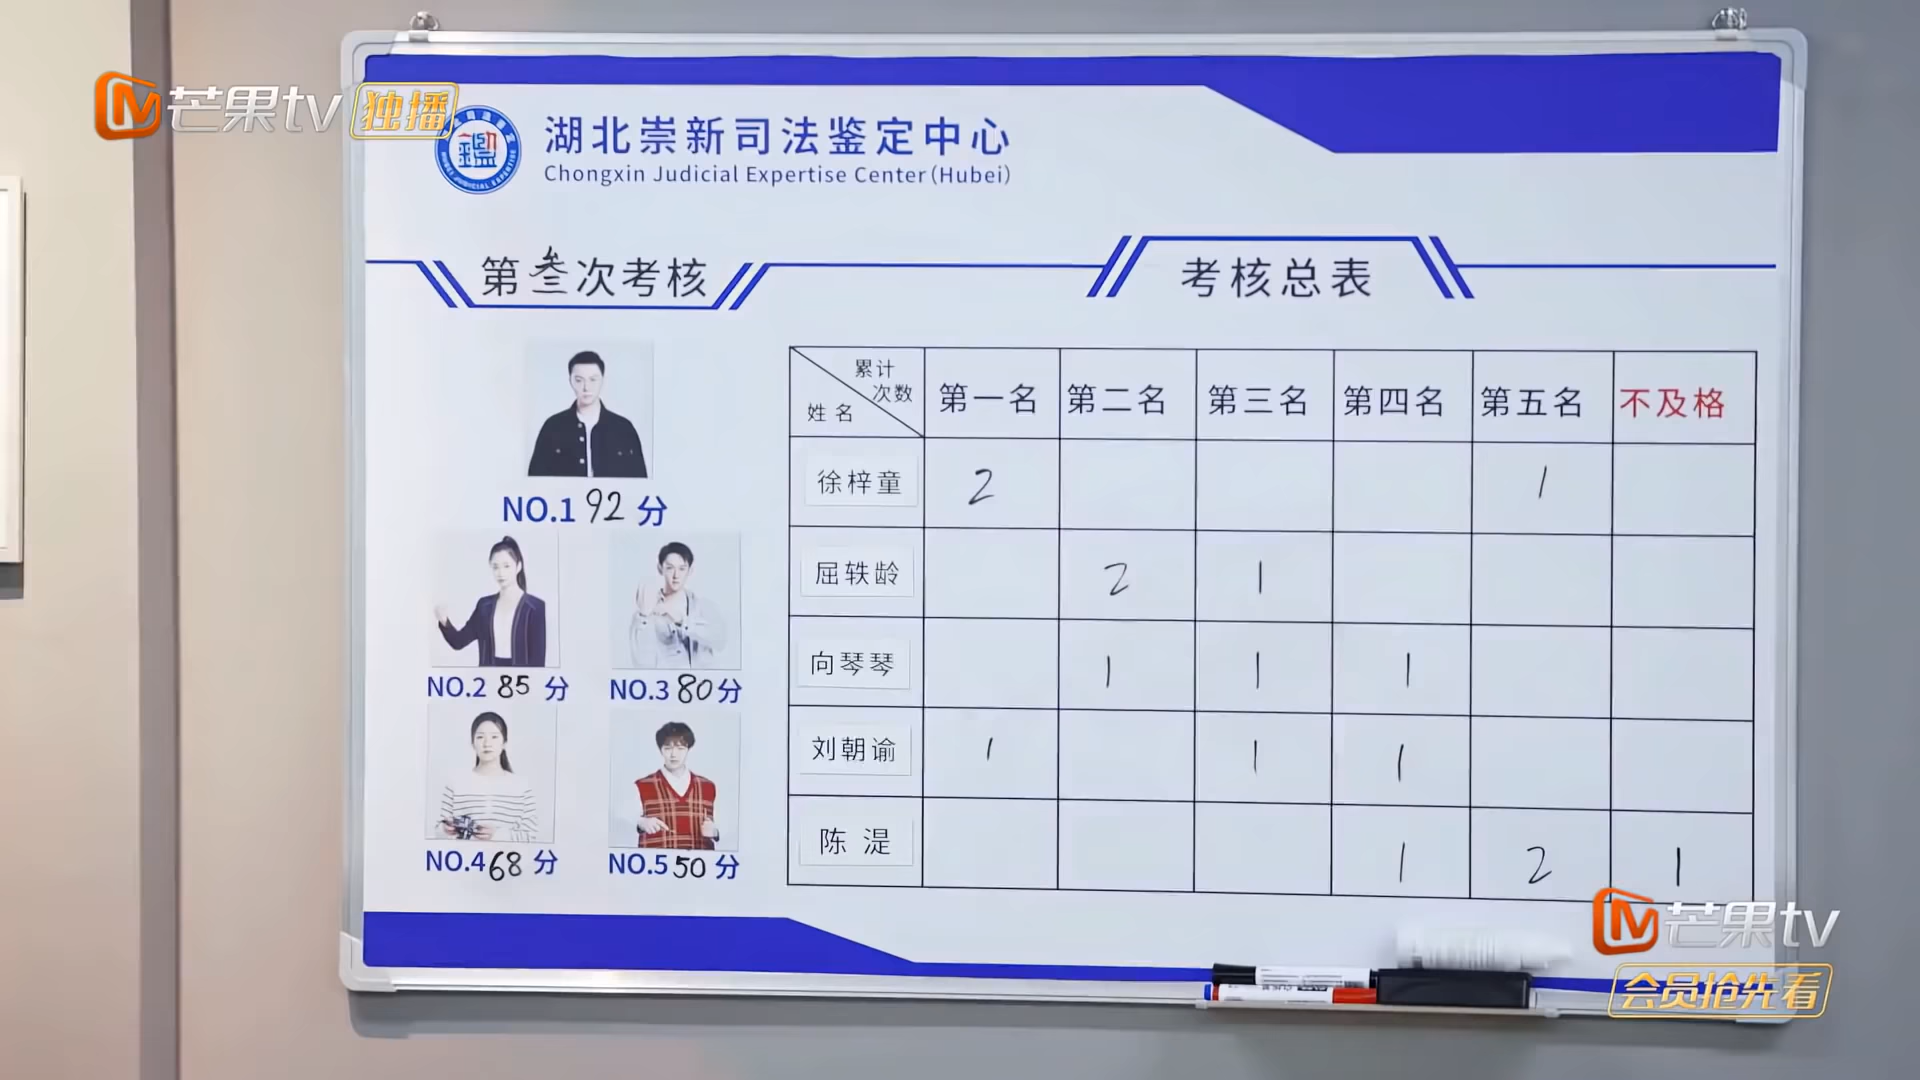 芒果tv 独播
鑑
湖北崇新司法鉴定中心
Chongxin Judicial Expertise Center(Hubei)
第叁次考核
考核总表
NO.1 92 分
NO.2 85 分
NO.3 80 分
NO.4 68 分
NO.5 50 分
累计次数 姓名 第一名 第二名 第三名 第四名 第五名 不及格
徐梓童 2 1
屈轶龄 2 1
向琴琴 1 1 1
刘朝谕 1 1 1
陈湜 1 2 1
芒果tv
会员抢先看